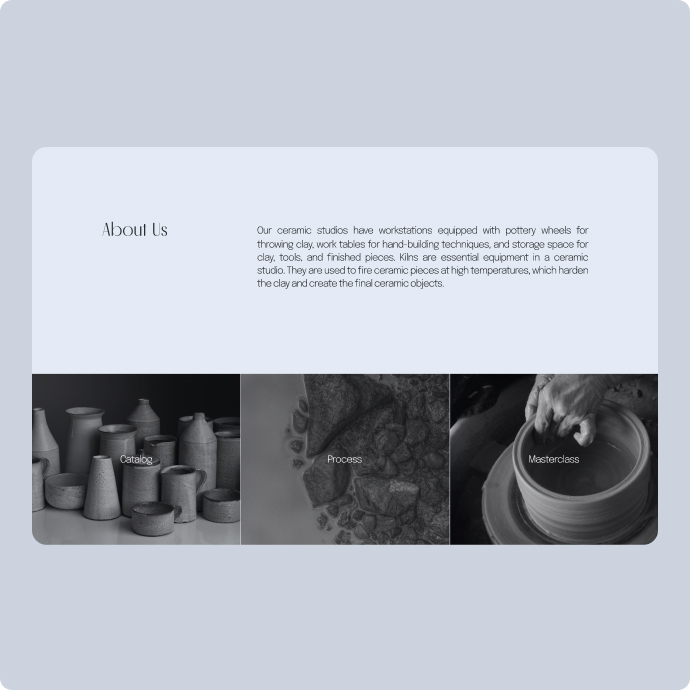 About Us
Our ceramic studios have workstations equipped with pottery wheels for
throwing clay, work tables for hand-building techniques, and storage space for
clay, tools, and finished pieces. Kilns are essential equipment in a ceramic
studio. They are used to fire ceramic pieces at high temperatures, which harden
the clay and create the final ceramic objects.
Catalog
Process
Masterclass